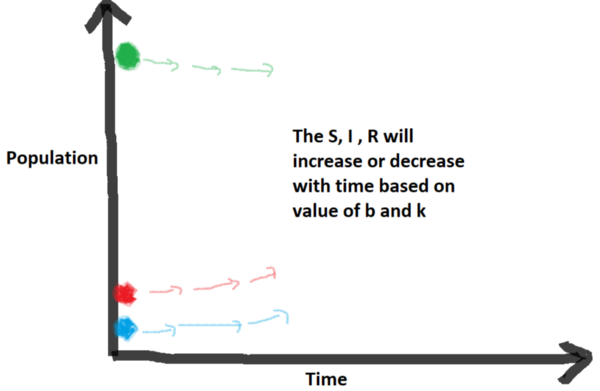 Population
The S, I , R will
increase or decrease
with time based on
value of b and k
Time